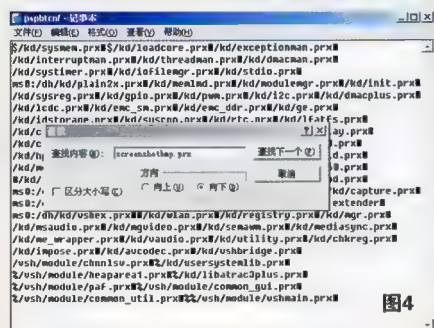 pspbtcnf - 记事本
文件(F) 编辑(E) 格式(O) 查看(V) 帮助(H)
$/kd/sysmem.prx■$/kd/loadcore.prx■/kd/exceptionman.prx■
/kd/interruptman.prx■/kd/threadman.prx■/kd/dmacman.prx■
/kd/systimer.prx■/kd/iofilemgr.prx■/kd/stdio.prx■
ms0:/dh/plain2x.prx■/kd/memlmd.prx■/kd/modulemgr.prx■/kd/init.prx■
/kd/sysreg.prx■/kd/gpio.prx■/kd/pwm.prx■/kd/i2c.prx■/kd/dmacplus.prx■
/kd/lcdc.prx■/kd/emc_sm.prx■/kd/emc_ddr.prx■/kd/ge.prx■
/kd/idstorage.prx■/kd/syscon.prx■/kd/rtc.prx■/kd/lfatfs.prx■
/kd/c ay.prx■
查找
查找内容(N): screenshotbmp.prx 查找下一个(F)
方向 取消
区分大小写(C) 向上(U) 向下(D)
/kd/capture.prx■
extender■
ms0:/dh/vshex.prx■■/kd/wlan.prx■/kd/registry.prx■/kd/mgr.prx■
/kd/msaudio.prx■/kd/mgvideo.prx■/kd/semawm.prx■/kd/mediasync.prx■
/kd/me_wrapper.prx■/kd/vaudio.prx■/kd/utility.prx■/kd/chkreg.prx■
/kd/impose.prx■/kd/avcodec.prx■/kd/vshbridge.prx■
/vsh/module/chnnlsv.prx■%/kd/usersystemlib.prx■
%/vsh/module/heaparea1.prx■%/kd/libatrac3plus.prx■
%/vsh/module/paf.prx■%/vsh/module/common_gui.prx■
%/vsh/module/common_util.prx■%%/vsh/module/vshmain.prx■
图4